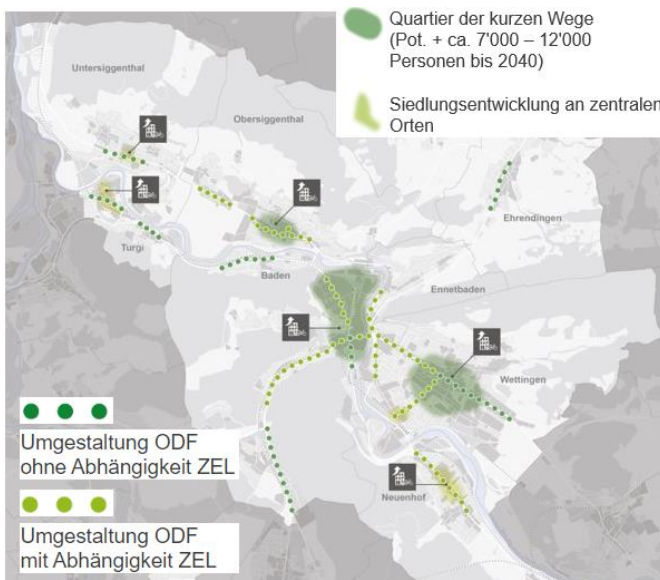 Quartier der kurzen Wege
(Pot. + ca. 7'000 – 12'000
Personen bis 2040)
Siedlungsentwicklung an zentralen
Orten
Untersiggenthal
Obersiggenthal
Ehrendingen
Turgi
Baden
Ennetbaden
Wettingen
Neuenhof
Umgestaltung ODF
ohne Abhängigkeit ZEL
Umgestaltung ODF
mit Abhängigkeit ZEL